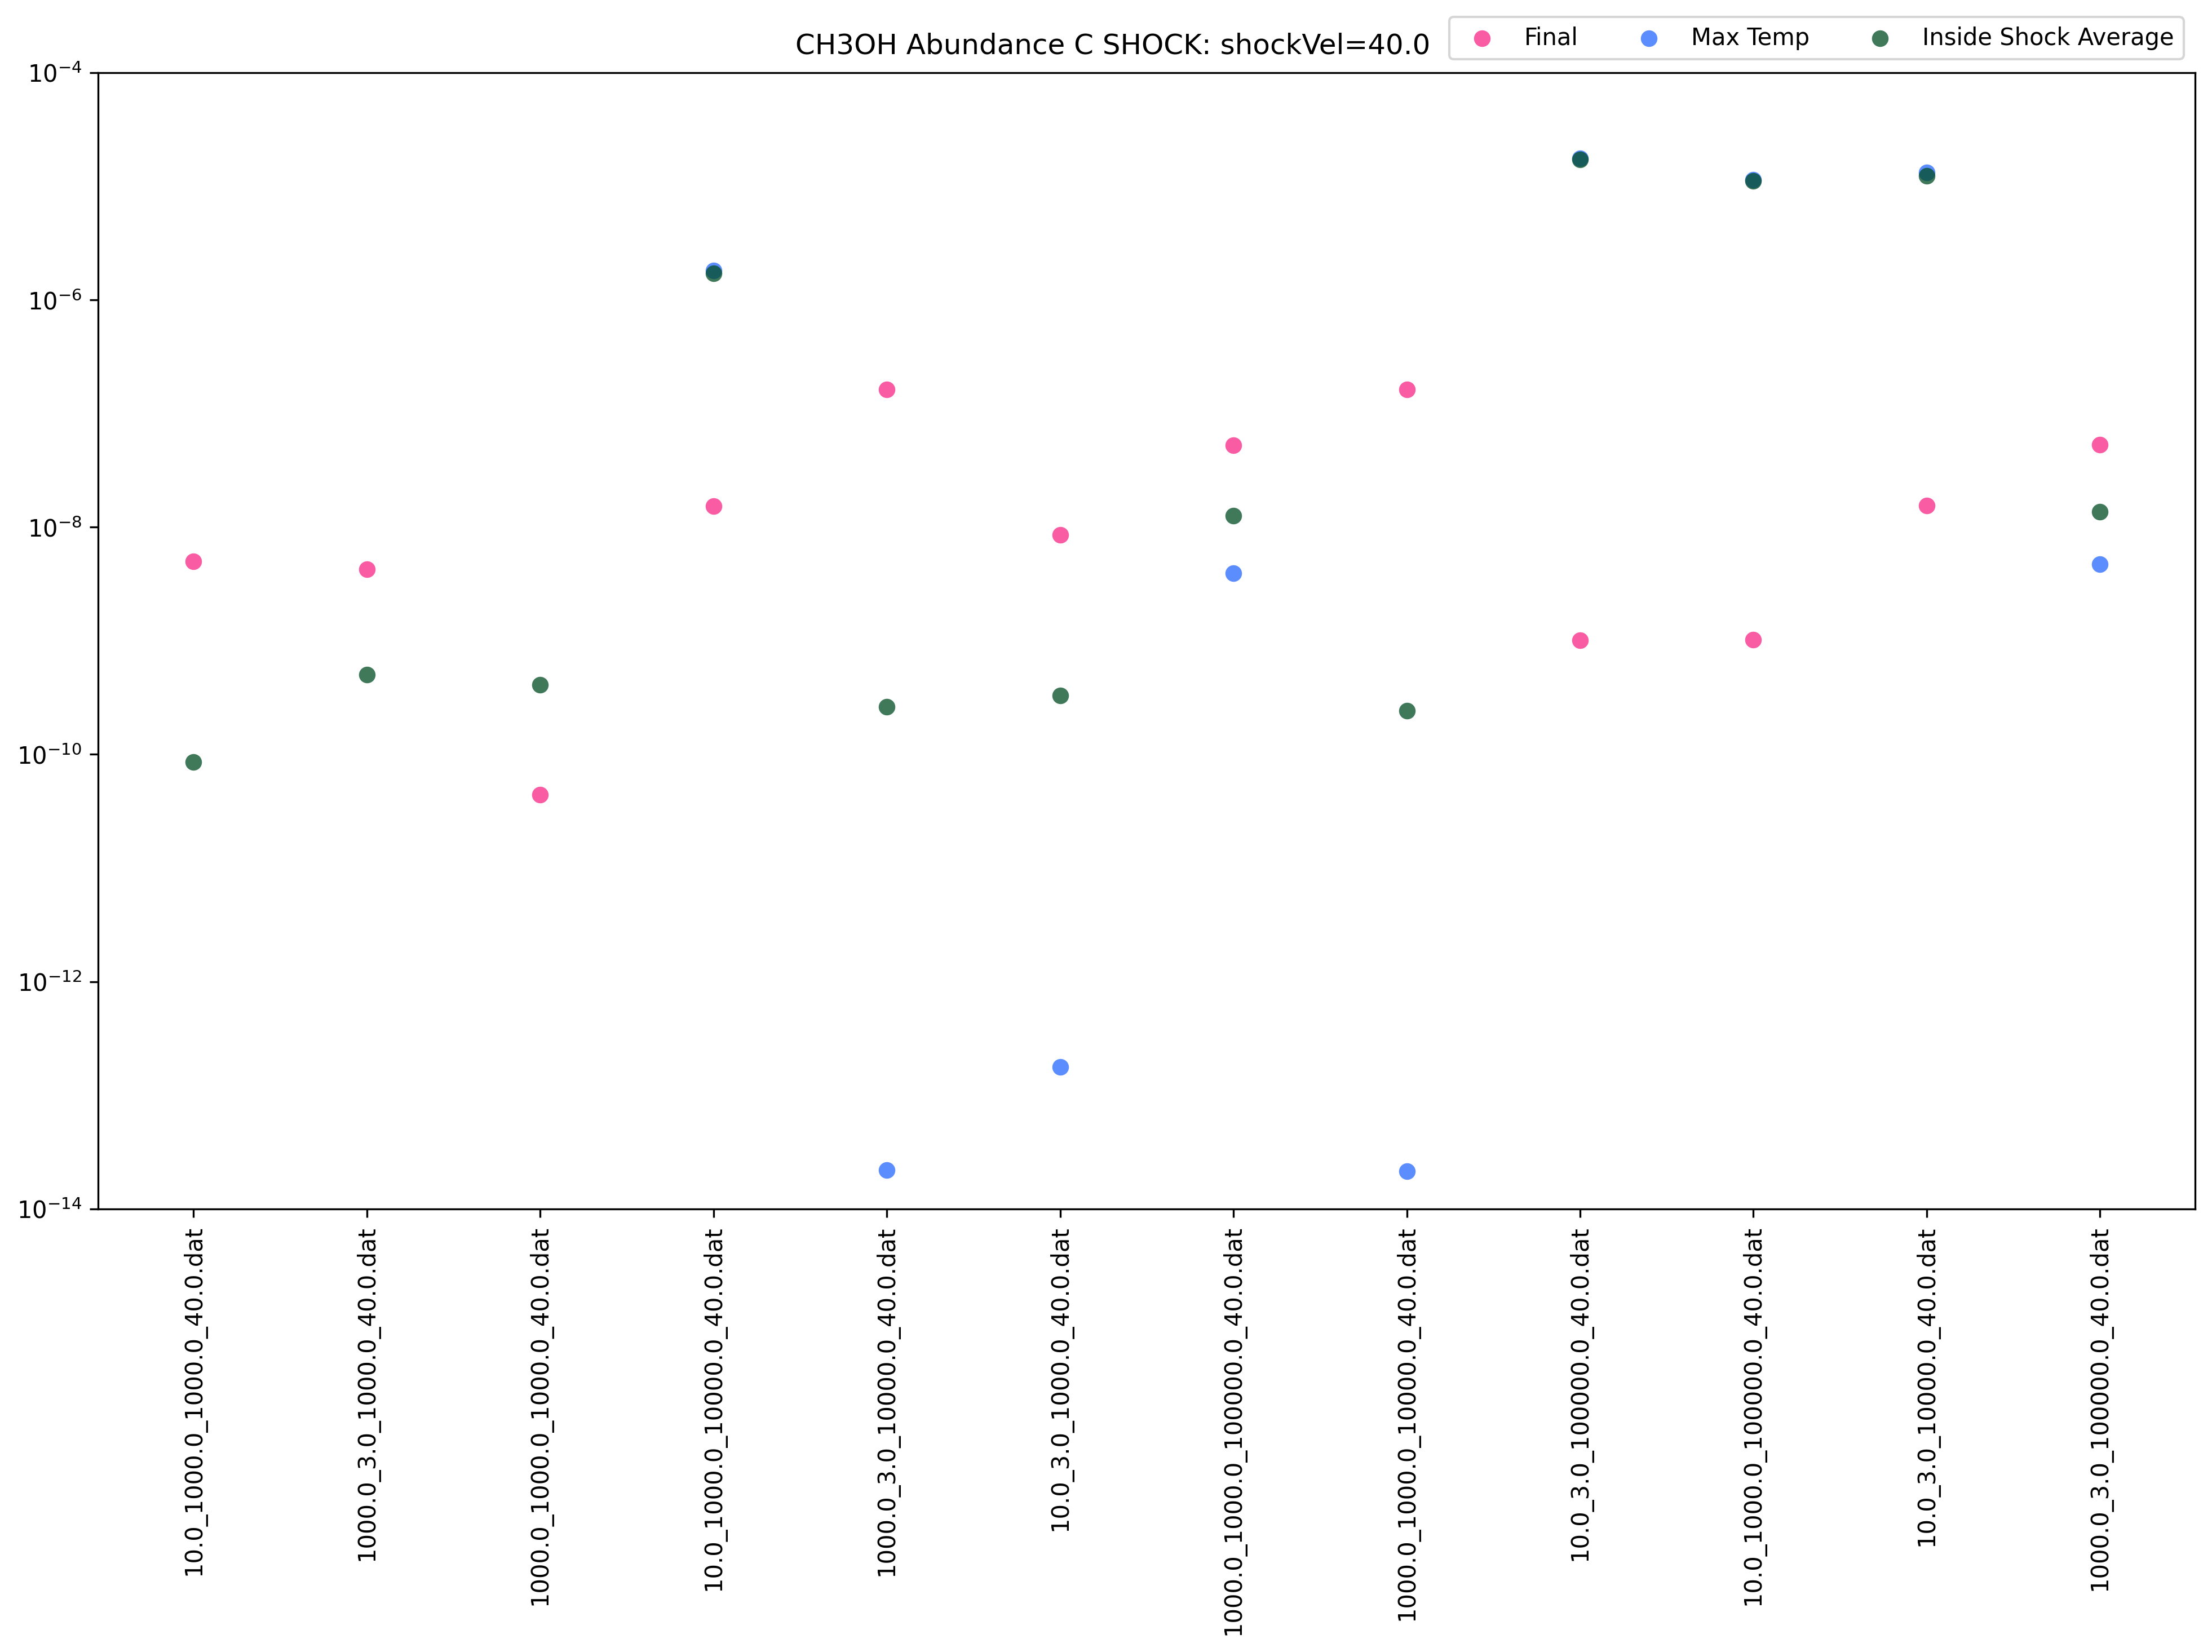 CH3OH Abundance C SHOCK: shockVel=40.0
Final
Max Temp
Inside Shock Average
10⁻⁴
10⁻⁶
10⁻⁸
10⁻¹⁰
10⁻¹²
10⁻¹⁴
10.0_1000.0_1000.0_40.0.dat
1000.0_3.0_1000.0_40.0.dat
1000.0_1000.0_1000.0_40.0.dat
10.0_1000.0_10000.0_40.0.dat
1000.0_3.0_10000.0_40.0.dat
10.0_3.0_1000.0_40.0.dat
1000.0_1000.0_100000.0_40.0.dat
1000.0_1000.0_10000.0_40.0.dat
10.0_3.0_100000.0_40.0.dat
10.0_1000.0_100000.0_40.0.dat
10.0_3.0_10000.0_40.0.dat
1000.0_3.0_100000.0_40.0.dat